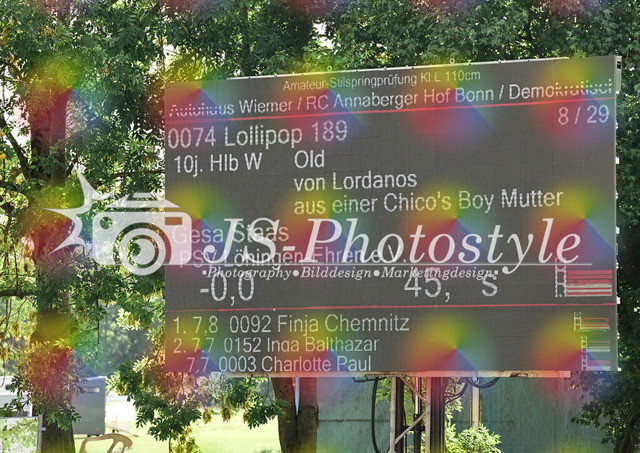 Amateur-Stilspringprüfung Kl.L 110cm
Autohaus Wiemer / RC Annaberger Hof Bonn /
8 / 29
0074 Lollipop 189
10j. Hlb W Old
von Lordanos
aus einer Chico's Boy Mutter
Gesa Staas
JS-Photostyle
•Photography•Bilddesign•Marketingdesign•
-0,0 45, s
1. 7.8 0092 Finja Chemnitz
2. 7.7 0152 Inga Balthazar
7.7 0003 Charlotte Paul